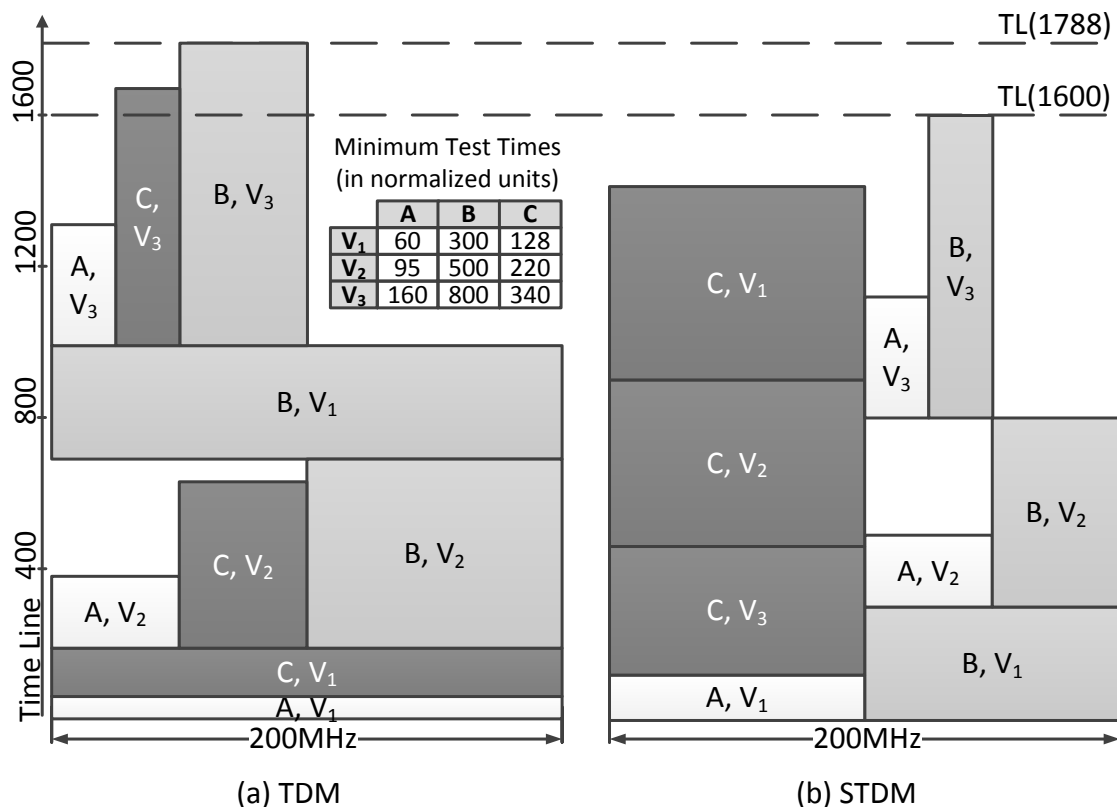 TL(1788)
TL(1600)
1600
1200
800
400
Time Line
Minimum Test Times
(in normalized units)
A B C
V1 60 300 128
V2 95 500 220
V3 160 800 340
C,
V3
B, V3
A,
V3
B, V1
C, V2
B, V2
A, V2
C, V1
A, V1
200MHz
(a) TDM
C, V1
B,
V3
A,
V3
C, V2
B, V2
A, V2
C, V3
B, V1
A, V1
200MHz
(b) STDM